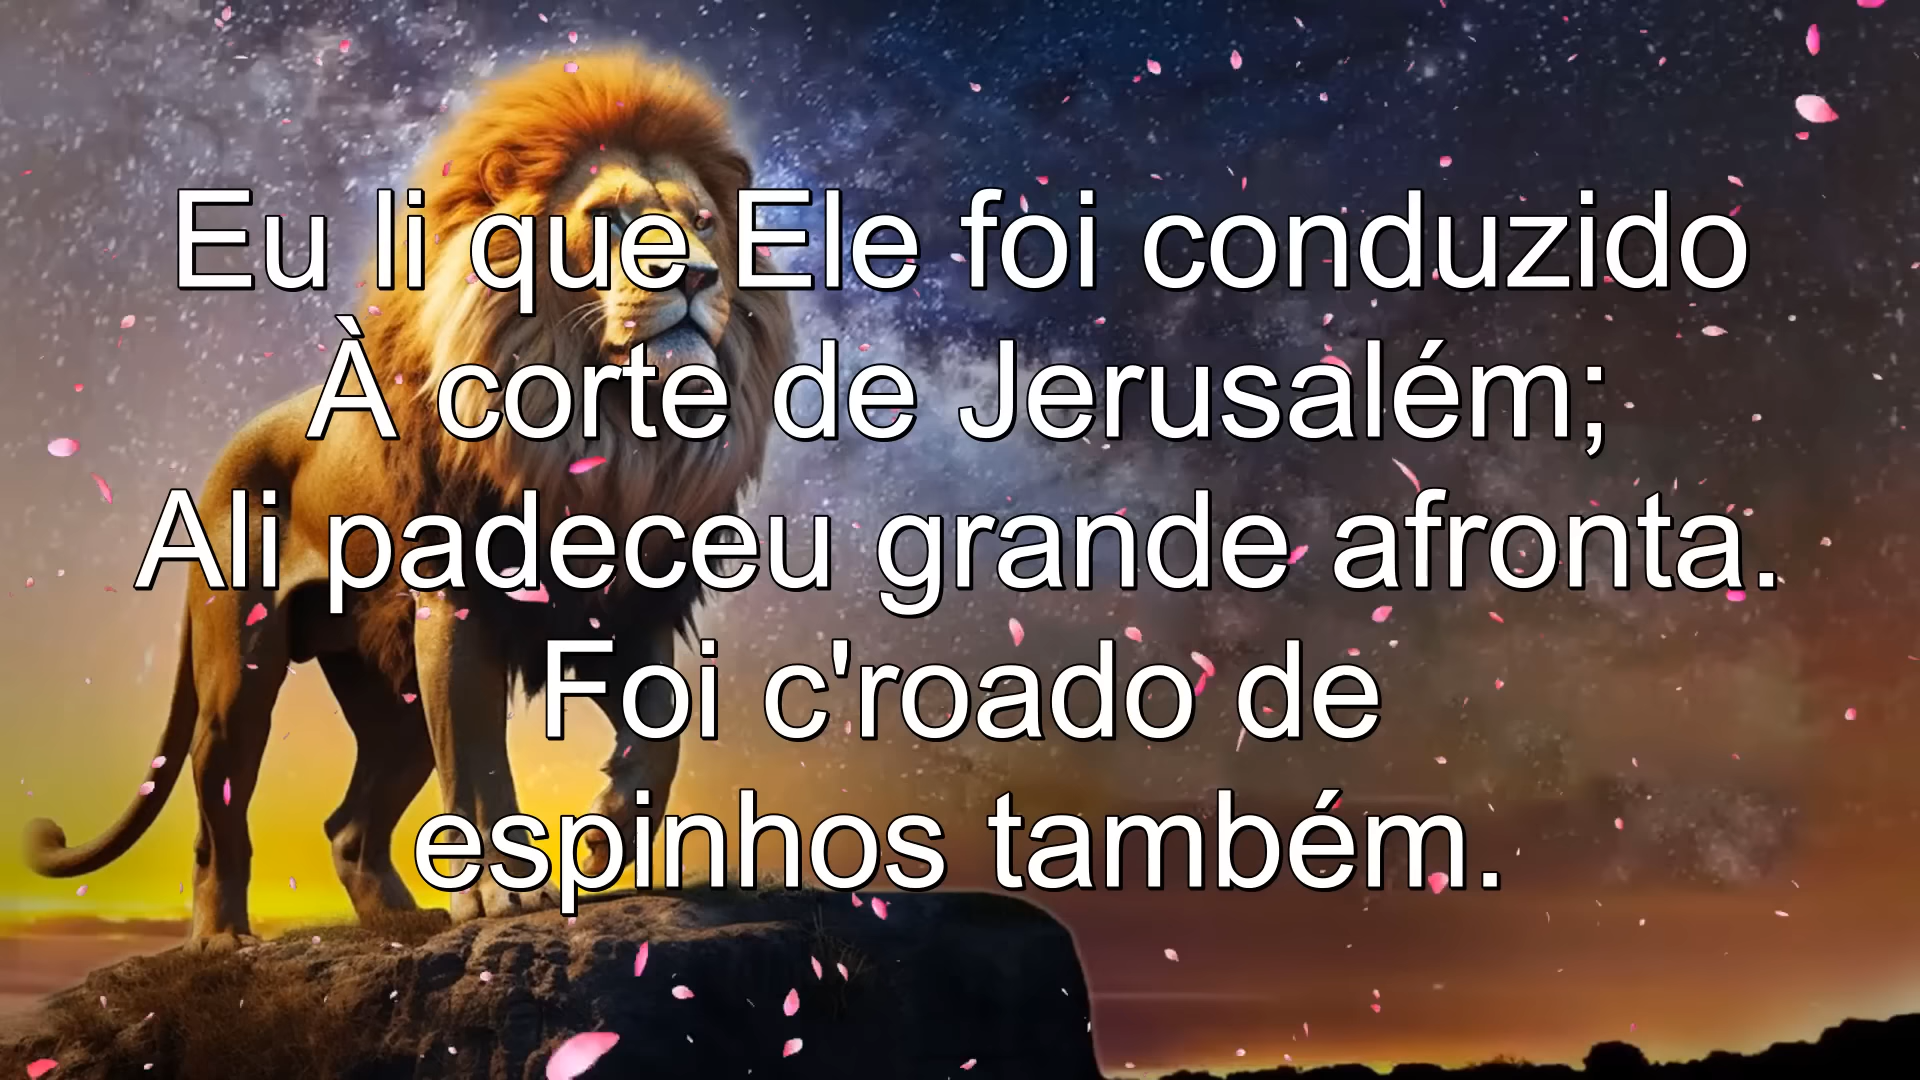 Eu li que Ele foi conduzido
À corte de Jerusalém;
Ali padeceu grande afronta.
Foi c'roado de
espinhos também.